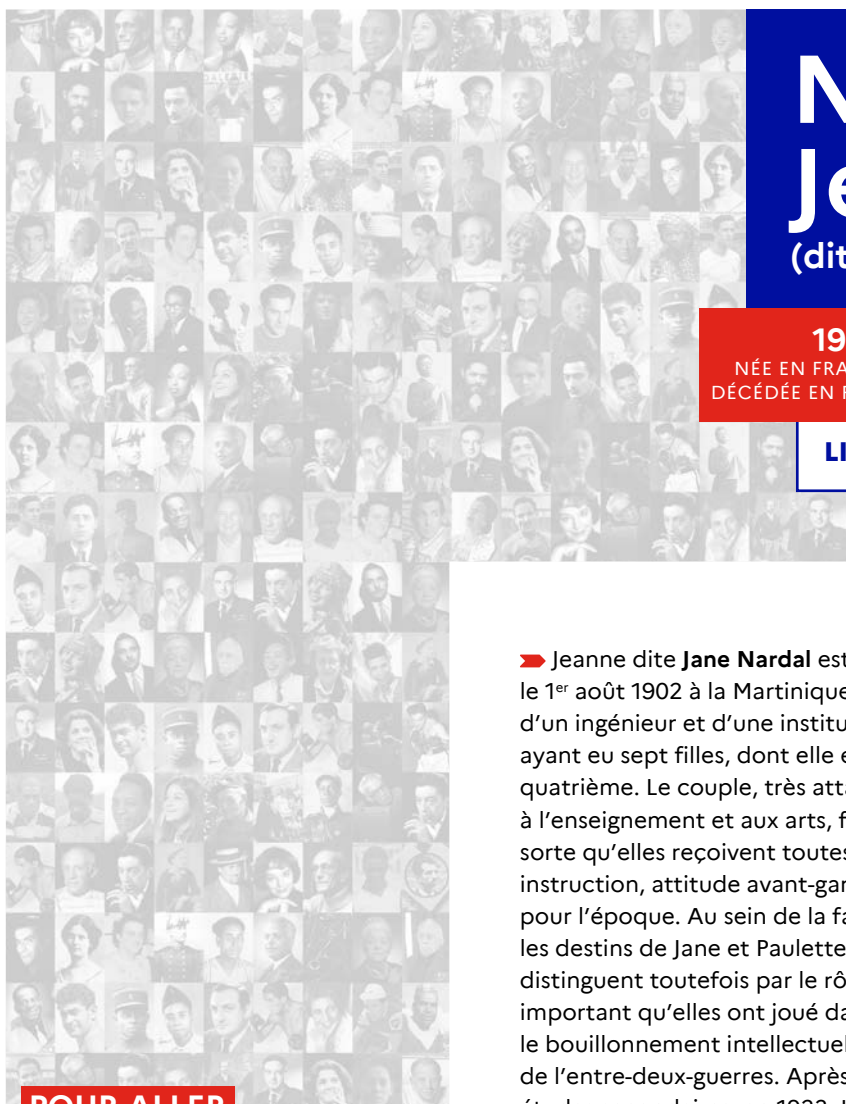 N
Je
(dit
19
NÉE EN FRA
DÉCÉDÉE EN
LI
Jeanne dite Jane Nardal est
le 1er août 1902 à la Martinique
d’un ingénieur et d’une institu
ayant eu sept filles, dont elle e
quatrième. Le couple, très atta
à l’enseignement et aux arts, f
sorte qu’elles reçoivent toutes
instruction, attitude avant-gar
pour l’époque. Au sein de la fa
les destins de Jane et Paulette
distinguent toutefois par le rô
important qu’elles ont joué da
le bouillonnement intellectuel
de l’entre-deux-guerres. Après
POUR ALLER